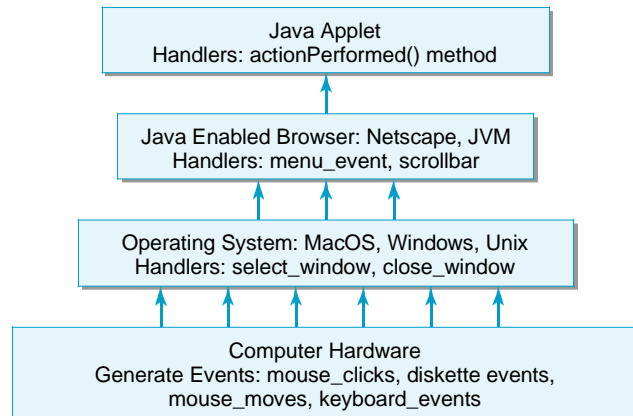 Java Applet
Handlers: actionPerformed() method
Java Enabled Browser: Netscape, JVM
Handlers: menu_event, scrollbar
Operating System: MacOS, Windows, Unix
Handlers: select_window, close_window
Computer Hardware
Generate Events: mouse_clicks, diskette events,
mouse_moves, keyboard_events